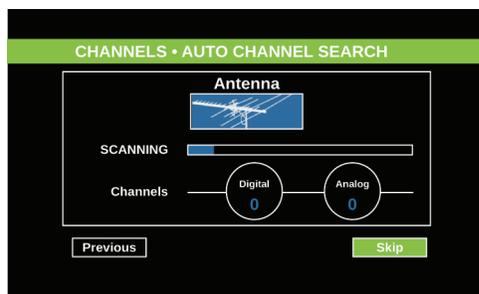 CHANNELS • AUTO CHANNEL SEARCH
Antenna
SCANNING
Channels
Digital
0
Analog
0
Previous
Skip